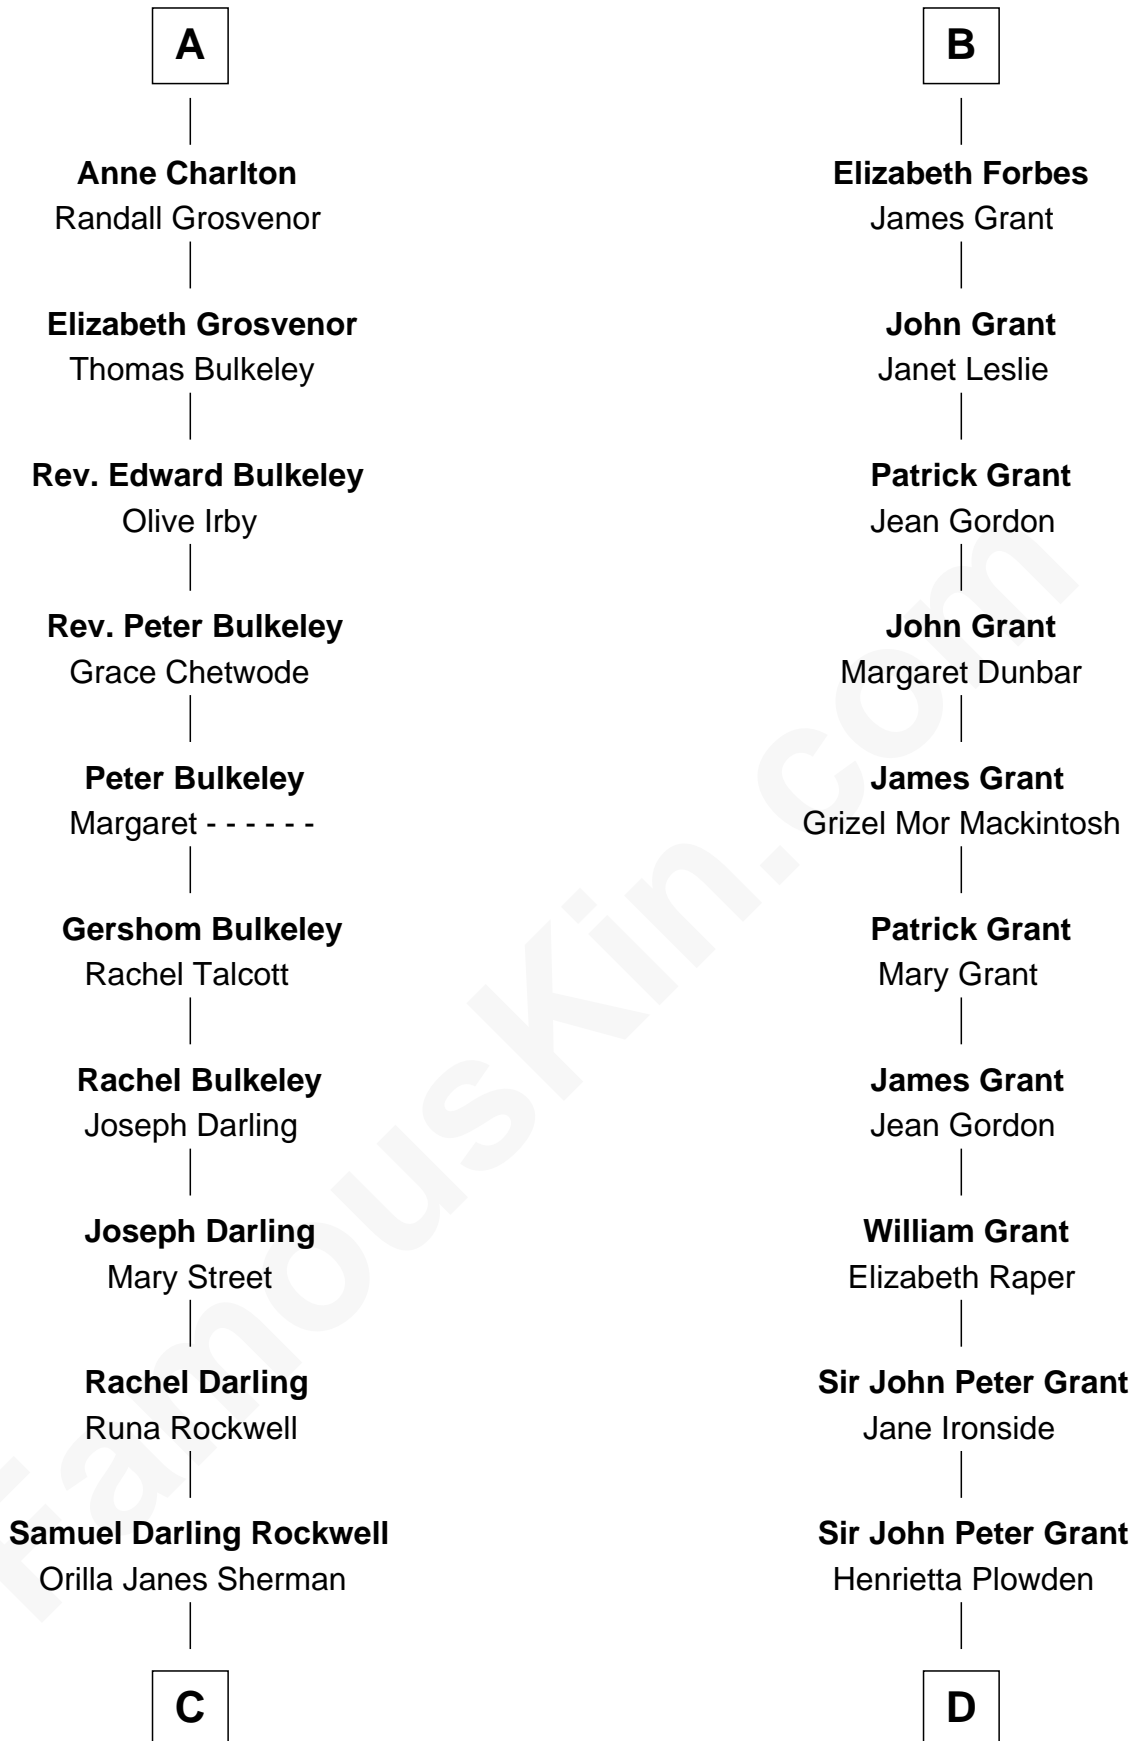 A
Anne Charlton
Randall Grosvenor
Elizabeth Grosvenor
Thomas Bulkeley
Rev. Edward Bulkeley
Olive Irby
Rev. Peter Bulkeley
Grace Chetwode
Peter Bulkeley
Margaret - - - - - -
Gershom Bulkeley
Rachel Talcott
Rachel Bulkeley
Joseph Darling
Joseph Darling
Mary Street
Rachel Darling
Runa Rockwell
Samuel Darling Rockwell
Orilla Janes Sherman
C
B
Elizabeth Forbes
James Grant
John Grant
Janet Leslie
Patrick Grant
Jean Gordon
John Grant
Margaret Dunbar
James Grant
Grizel Mor Mackintosh
Patrick Grant
Mary Grant
James Grant
Jean Gordon
William Grant
Elizabeth Raper
Sir John Peter Grant
Jane Ironside
Sir John Peter Grant
Henrietta Plowden
D
FamousKin.com